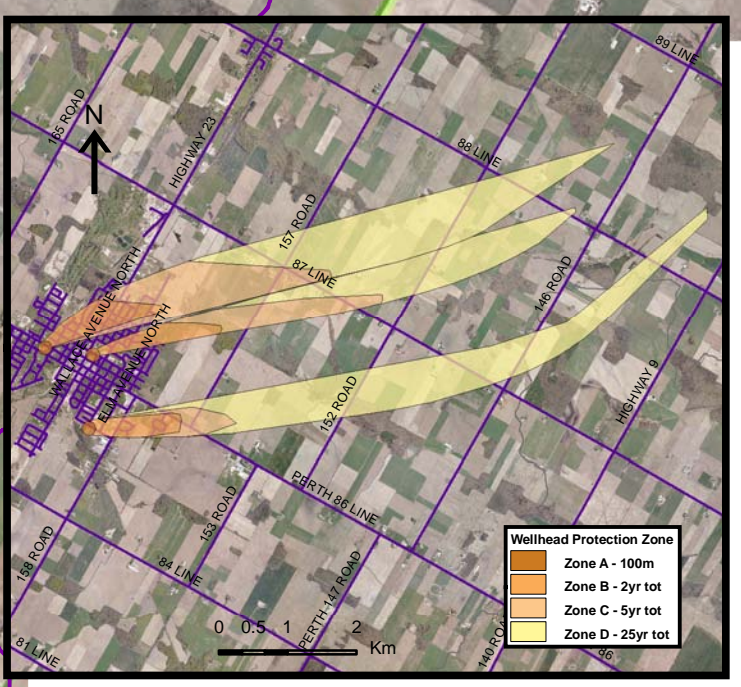 89 LINE
165 ROAD
N
HIGHWAY 23
88 LINE
157 ROAD
87 LINE
WALLACE AVENUE NORTH
146 ROAD
ELM AVENUE NORTH
HIGHWAY 9
152 ROAD
PERTH 86 LINE
153 ROAD
158 ROAD
84 LINE
PERTH 147 ROAD
81 LINE
140 ROA
86
0 0.5 1 2
Km
Wellhead Protection Zone
Zone A - 100m
Zone B - 2yr tot
Zone C - 5yr tot
Zone D - 25yr tot